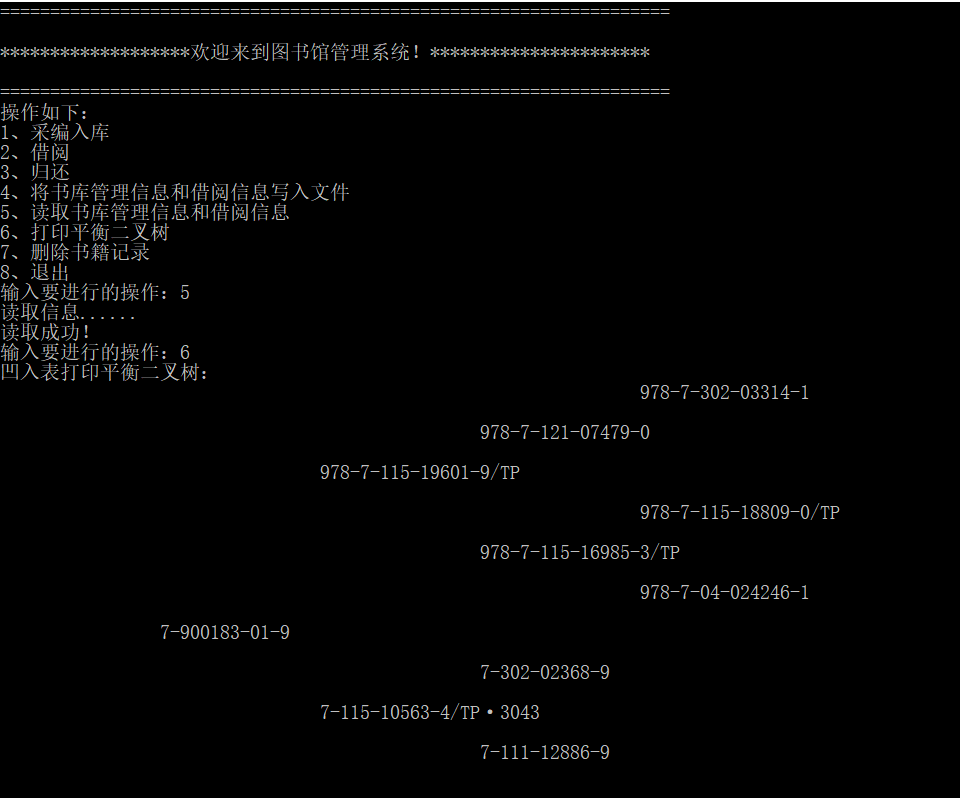 ===================================================================
*******************欢迎来到图书馆管理系统！**********************
===================================================================
操作如下：
1、采编入库
2、借阅
3、归还
4、将书库管理信息和借阅信息写入文件
5、读取书库管理信息和借阅信息
6、打印平衡二叉树
7、删除书籍记录
8、退出
输入要进行的操作：5
读取信息......
读取成功！
输入要进行的操作：6
凹入表打印平衡二叉树：
978-7-302-03314-1
978-7-121-07479-0
978-7-115-19601-9/TP
978-7-115-18809-0/TP
978-7-115-16985-3/TP
978-7-04-024246-1
7-900183-01-9
7-302-02368-9
7-115-10563-4/TP·3043
7-111-12886-9